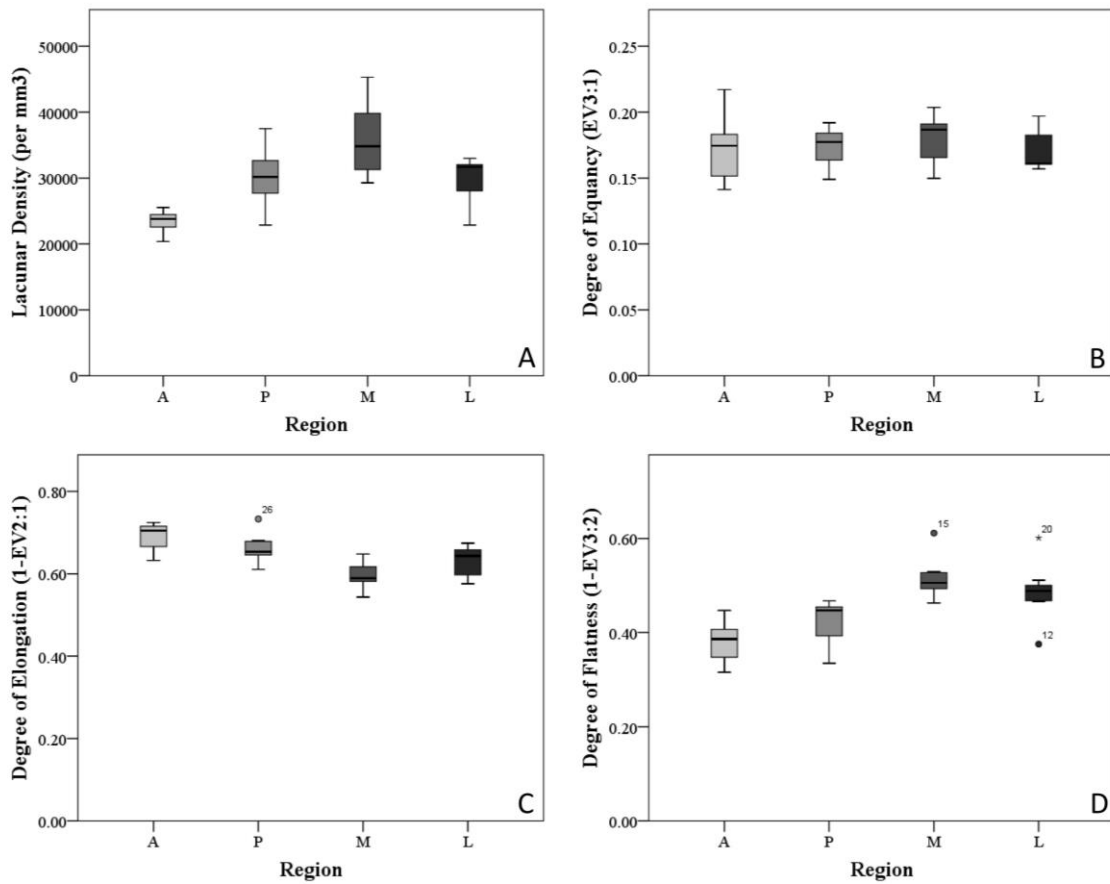 Lacunar Density (per mm3)
50000
40000
30000
20000
10000
0
A P M L
Region
A
Degree of Equancy (EV3:1)
0.25
0.20
0.15
0.10
0.05
0.00
A P M L
Region
B
Degree of Elongation (1-EV2:1)
0.80
0.60
0.40
0.20
0.00
26
A P M L
Region
C
Degree of Flatness (1-EV3:2)
0.60
0.40
0.20
0.00
15
20
12
A P M L
Region
D